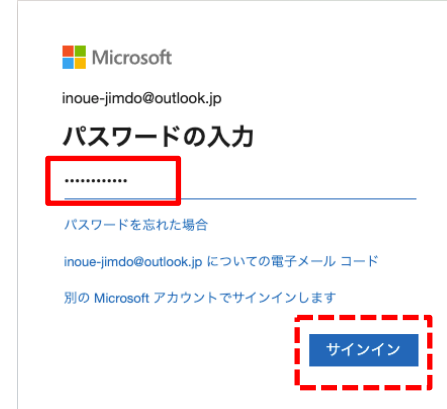 Microsoft
inoue-jimdo@outlook.jp
パスワードの入力
••••••••••••
パスワードを忘れた場合
inoue-jimdo@outlook.jp についての電子メール コード
別の Microsoft アカウントでサインインします
サインイン